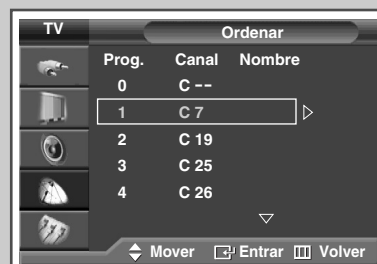 TV
Ordenar
Prog. Canal Nombre
0 C --
1 C 7
2 C 19
3 C 25
4 C 26
Mover Entrar Volver